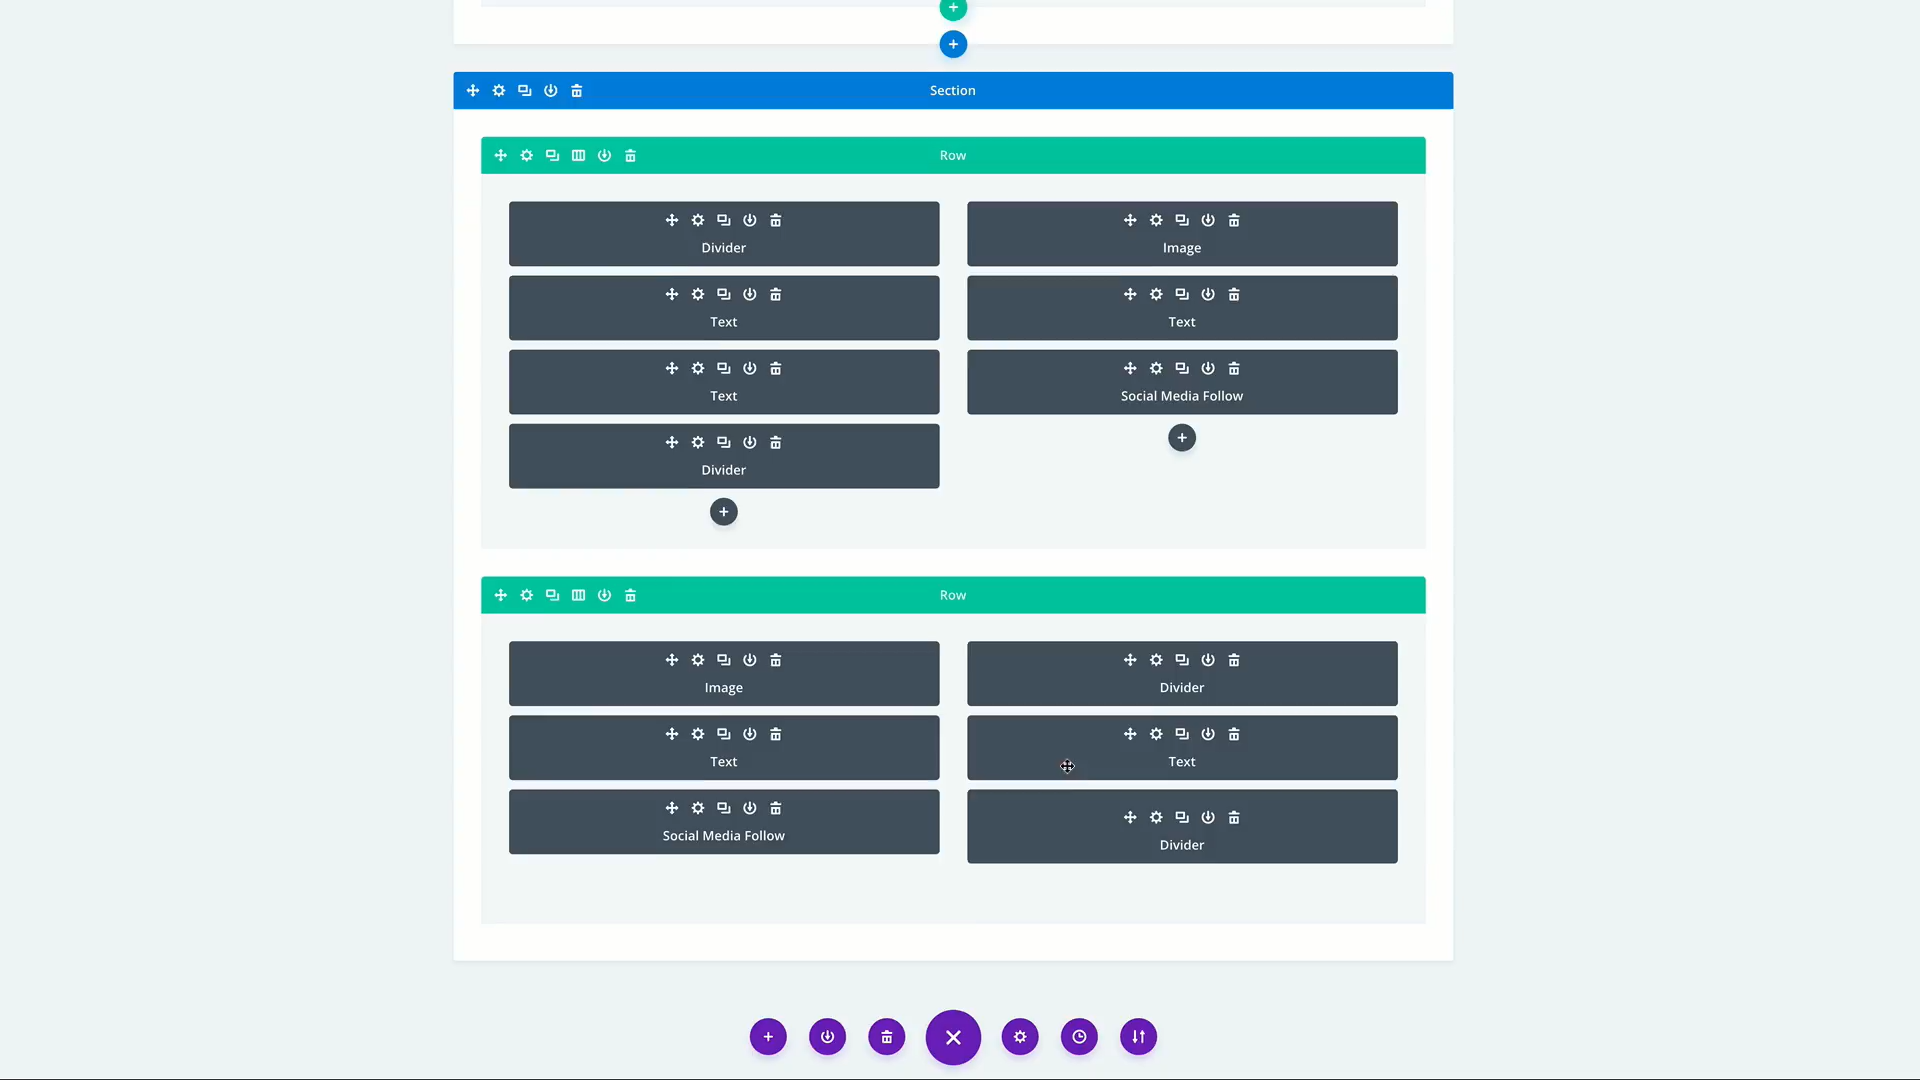 Section
Row
Divider
Image
Text
Text
Text
Social Media Follow
Divider
Row
Image
Divider
Text
Text
Social Media Follow
Divider